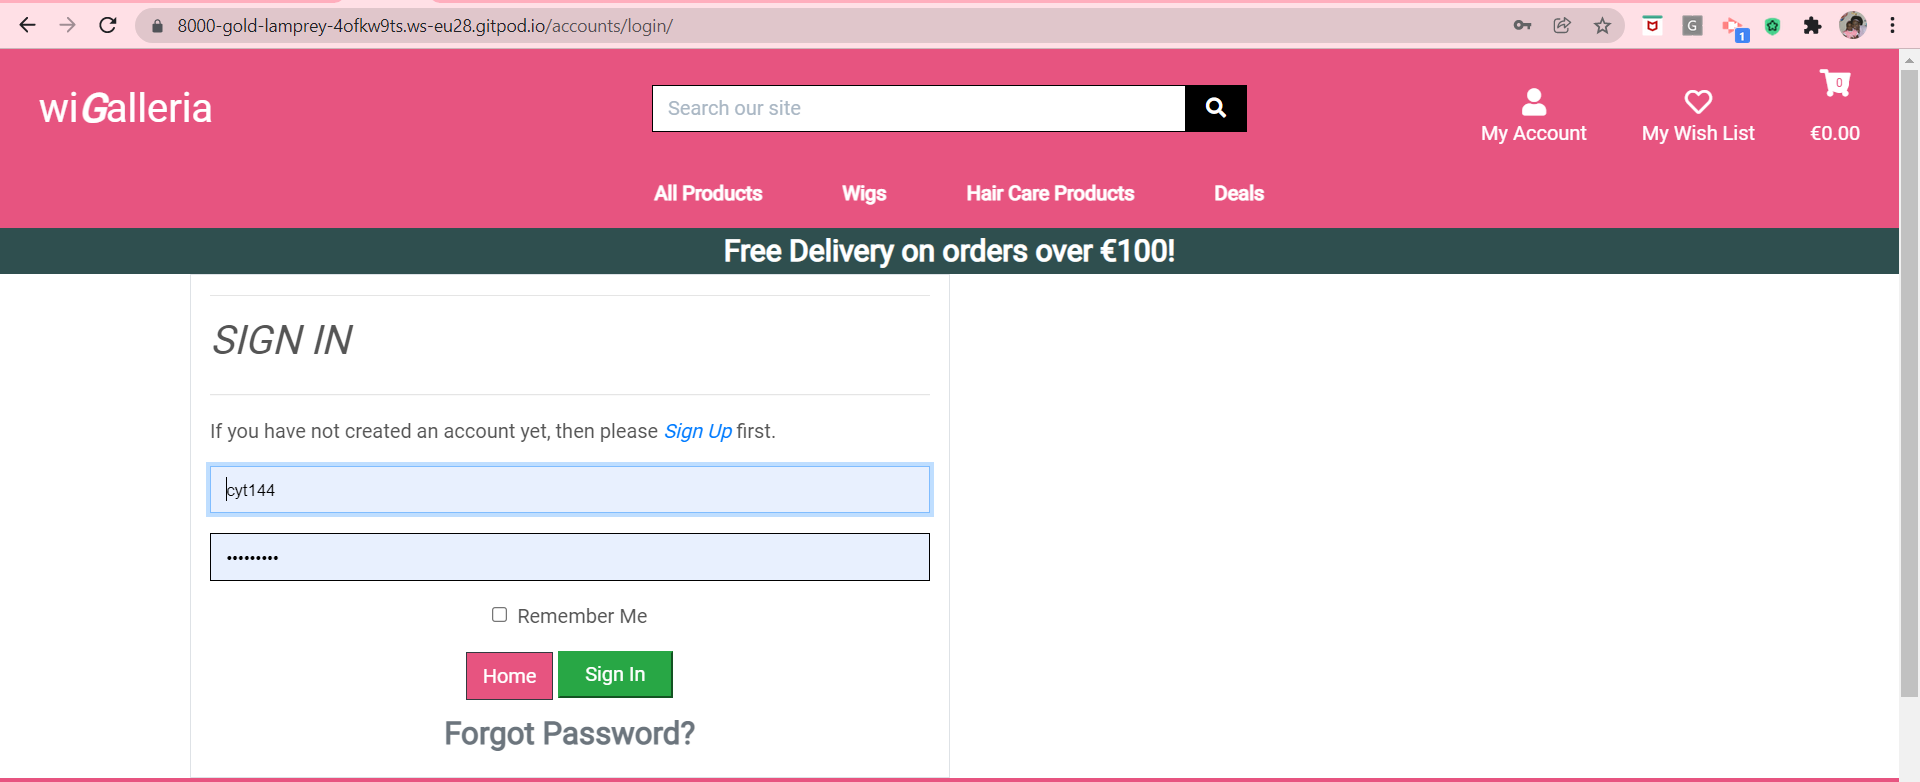 8000-gold-lamprey-4ofkw9ts.ws-eu28.gitpod.io/accounts/login/
G
1
wiGalleria
Search our site
My Account
My Wish List
0
€0.00
All Products
Wigs
Hair Care Products
Deals
Free Delivery on orders over €100!
SIGN IN
If you have not created an account yet, then please Sign Up first.
cyt144
•••••••••
Remember Me
Home
Sign In
Forgot Password?